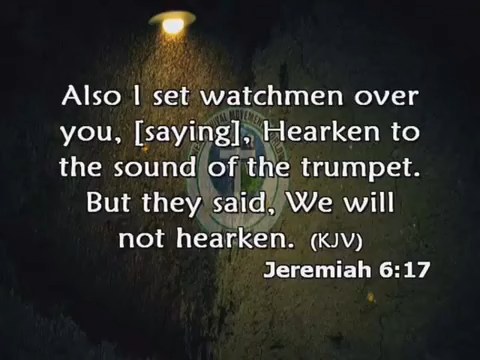 Also I set watchmen over
you, [saying], Hearken to
the sound of the trumpet.
But they said, We will
not hearken. (KJV)
Jeremiah 6:17